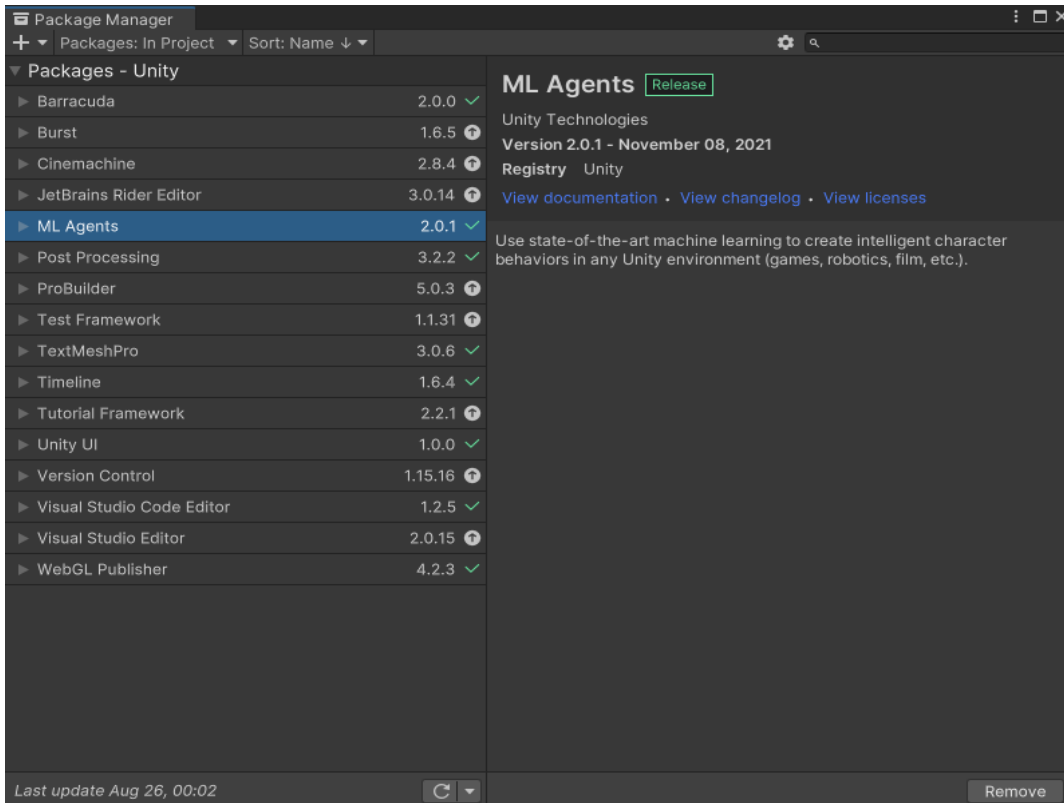 Package Manager
Packages: In Project Sort: Name ↓
Packages - Unity
Barracuda 2.0.0
Burst 1.6.5
Cinemachine 2.8.4
JetBrains Rider Editor 3.0.14
ML Agents 2.0.1
Post Processing 3.2.2
ProBuilder 5.0.3
Test Framework 1.1.31
TextMeshPro 3.0.6
Timeline 1.6.4
Tutorial Framework 2.2.1
Unity UI 1.0.0
Version Control 1.15.16
Visual Studio Code Editor 1.2.5
Visual Studio Editor 2.0.15
WebGL Publisher 4.2.3
Last update Aug 26, 00:02
ML Agents Release
Unity Technologies
Version 2.0.1 - November 08, 2021
Registry Unity
View documentation • View changelog • View licenses
Use state-of-the-art machine learning to create intelligent character
behaviors in any Unity environment (games, robotics, film, etc.).
Remove